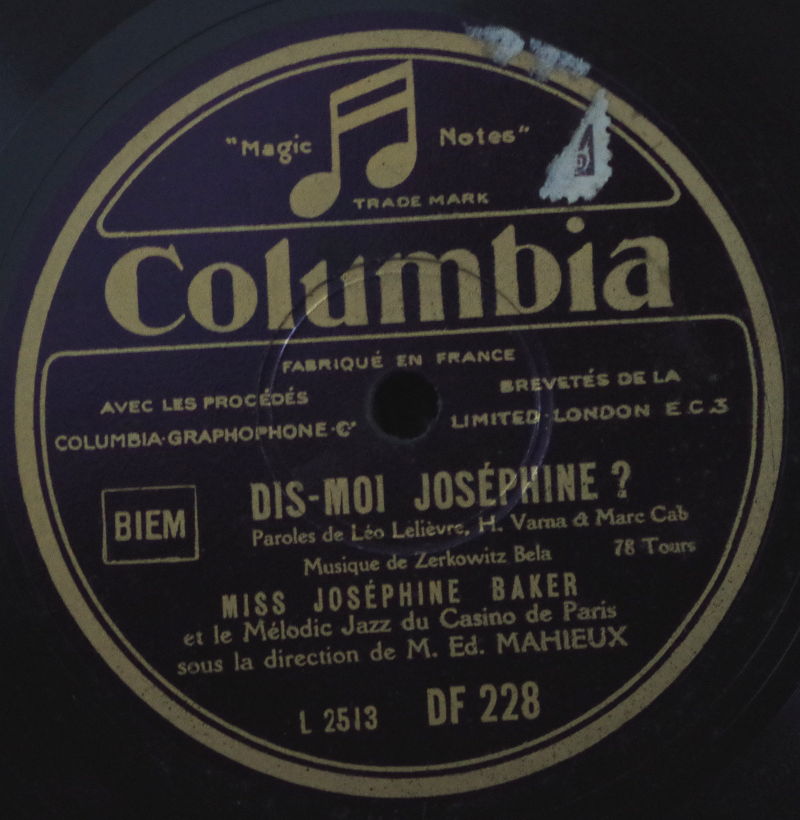 "Magic Notes"
TRADE MARK
Columbia
FABRIQUÉ EN FRANCE
AVEC LES PROCÉDÉS BREVETÉS DE LA
COLUMBIA·GRAPHOPHONE·Cº LIMITED·LONDON E.C.3
DIS-MOI JOSÉPHINE ?
BIEM
Paroles de Léo Lelièvre, H. Varna & Marc Cab
Musique de Zerkowitz Bela 78 Tours
MISS JOSÉPHINE BAKER
et le Mélodic Jazz du Casino de Paris
sous la direction de M. Ed. MAHIEUX
L 2513 DF 228